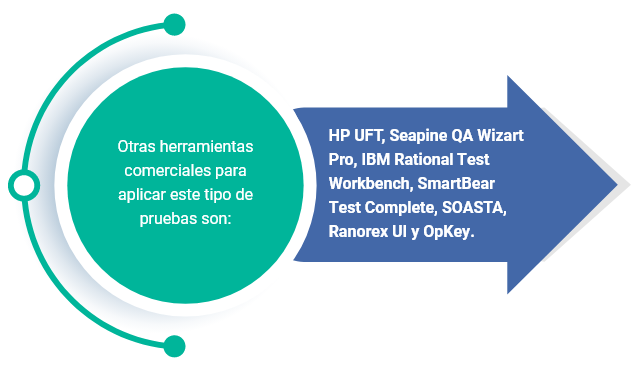 Otras herramientas
comerciales para
aplicar este tipo de
pruebas son:
HP UFT, Seapine QA Wizart
Pro, IBM Rational Test
Workbench, SmartBear
Test Complete, SOASTA,
Ranorex UI y OpKey.